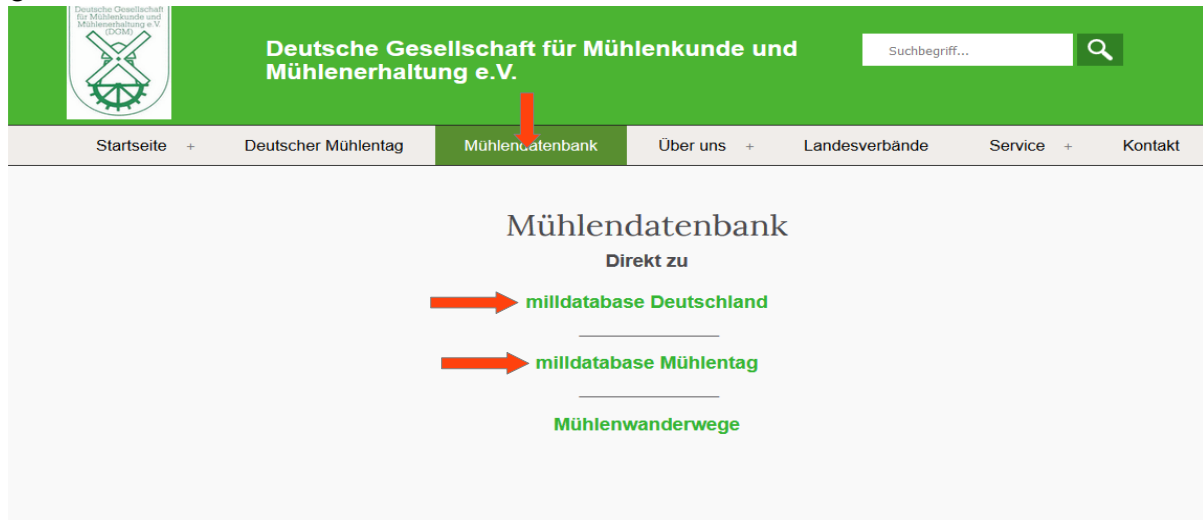 Deutsche Gesellschaft
für Mühlenkunde und
Mühlenerhaltung e.V.
(DGM)
Deutsche Gesellschaft für Mühlenkunde und
Mühlenerhaltung e.V.
Suchbegriff...
Startseite + Deutscher Mühlentag Mühlendatenbank Über uns + Landesverbände Service + Kontakt
Mühlendatenbank
Direkt zu
milldatabase Deutschland
milldatabase Mühlentag
Mühlenwanderwege